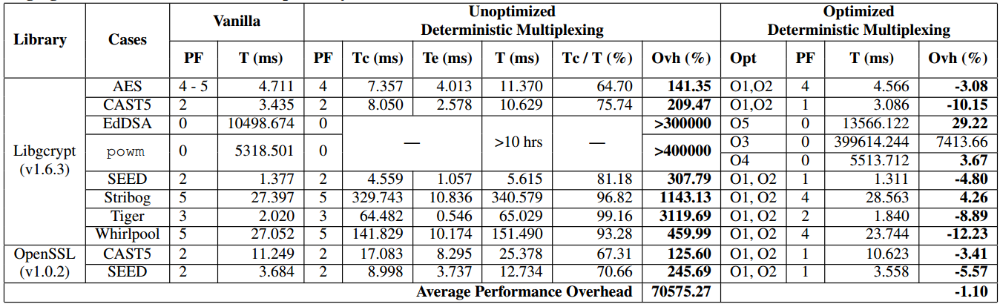 Library Cases Vanilla Unoptimized Deterministic Multiplexing Optimized Deterministic Multiplexing
PF T (ms) PF Tc (ms) Te (ms) T (ms) Tc / T (%) Ovh (%) Opt PF T (ms) Ovh (%)
Libgcrypt (v1.6.3) AES 4 - 5 4.711 4 7.357 4.013 11.370 64.70 141.35 O1,O2 4 4.566 -3.08
CAST5 2 3.435 2 8.050 2.578 10.629 75.74 209.47 O1,O2 1 3.086 -10.15
EdDSA 0 10498.674 0 — >10 hrs — >300000 O5 0 13566.122 29.22
powm 0 5318.501 0 >400000 O3 0 399614.244 7413.66
O4 0 5513.712 3.67
SEED 2 1.377 2 4.559 1.057 5.615 81.18 307.79 O1, O2 1 1.311 -4.80
Stribog 5 27.397 5 329.743 10.836 340.579 96.82 1143.13 O1, O2 4 28.563 4.26
Tiger 3 2.020 3 64.482 0.546 65.029 99.16 3119.69 O1, O2 2 1.840 -8.89
Whirlpool 5 27.052 5 141.829 10.174 151.490 93.28 459.99 O1, O2 4 23.744 -12.23
OpenSSL (v1.0.2) CAST5 2 11.249 2 17.083 8.295 25.378 67.31 125.60 O1, O2 1 10.623 -3.41
SEED 2 3.684 2 8.998 3.737 12.734 70.66 245.69 O1, O2 1 3.558 -5.57
Average Performance Overhead 70575.27 -1.10